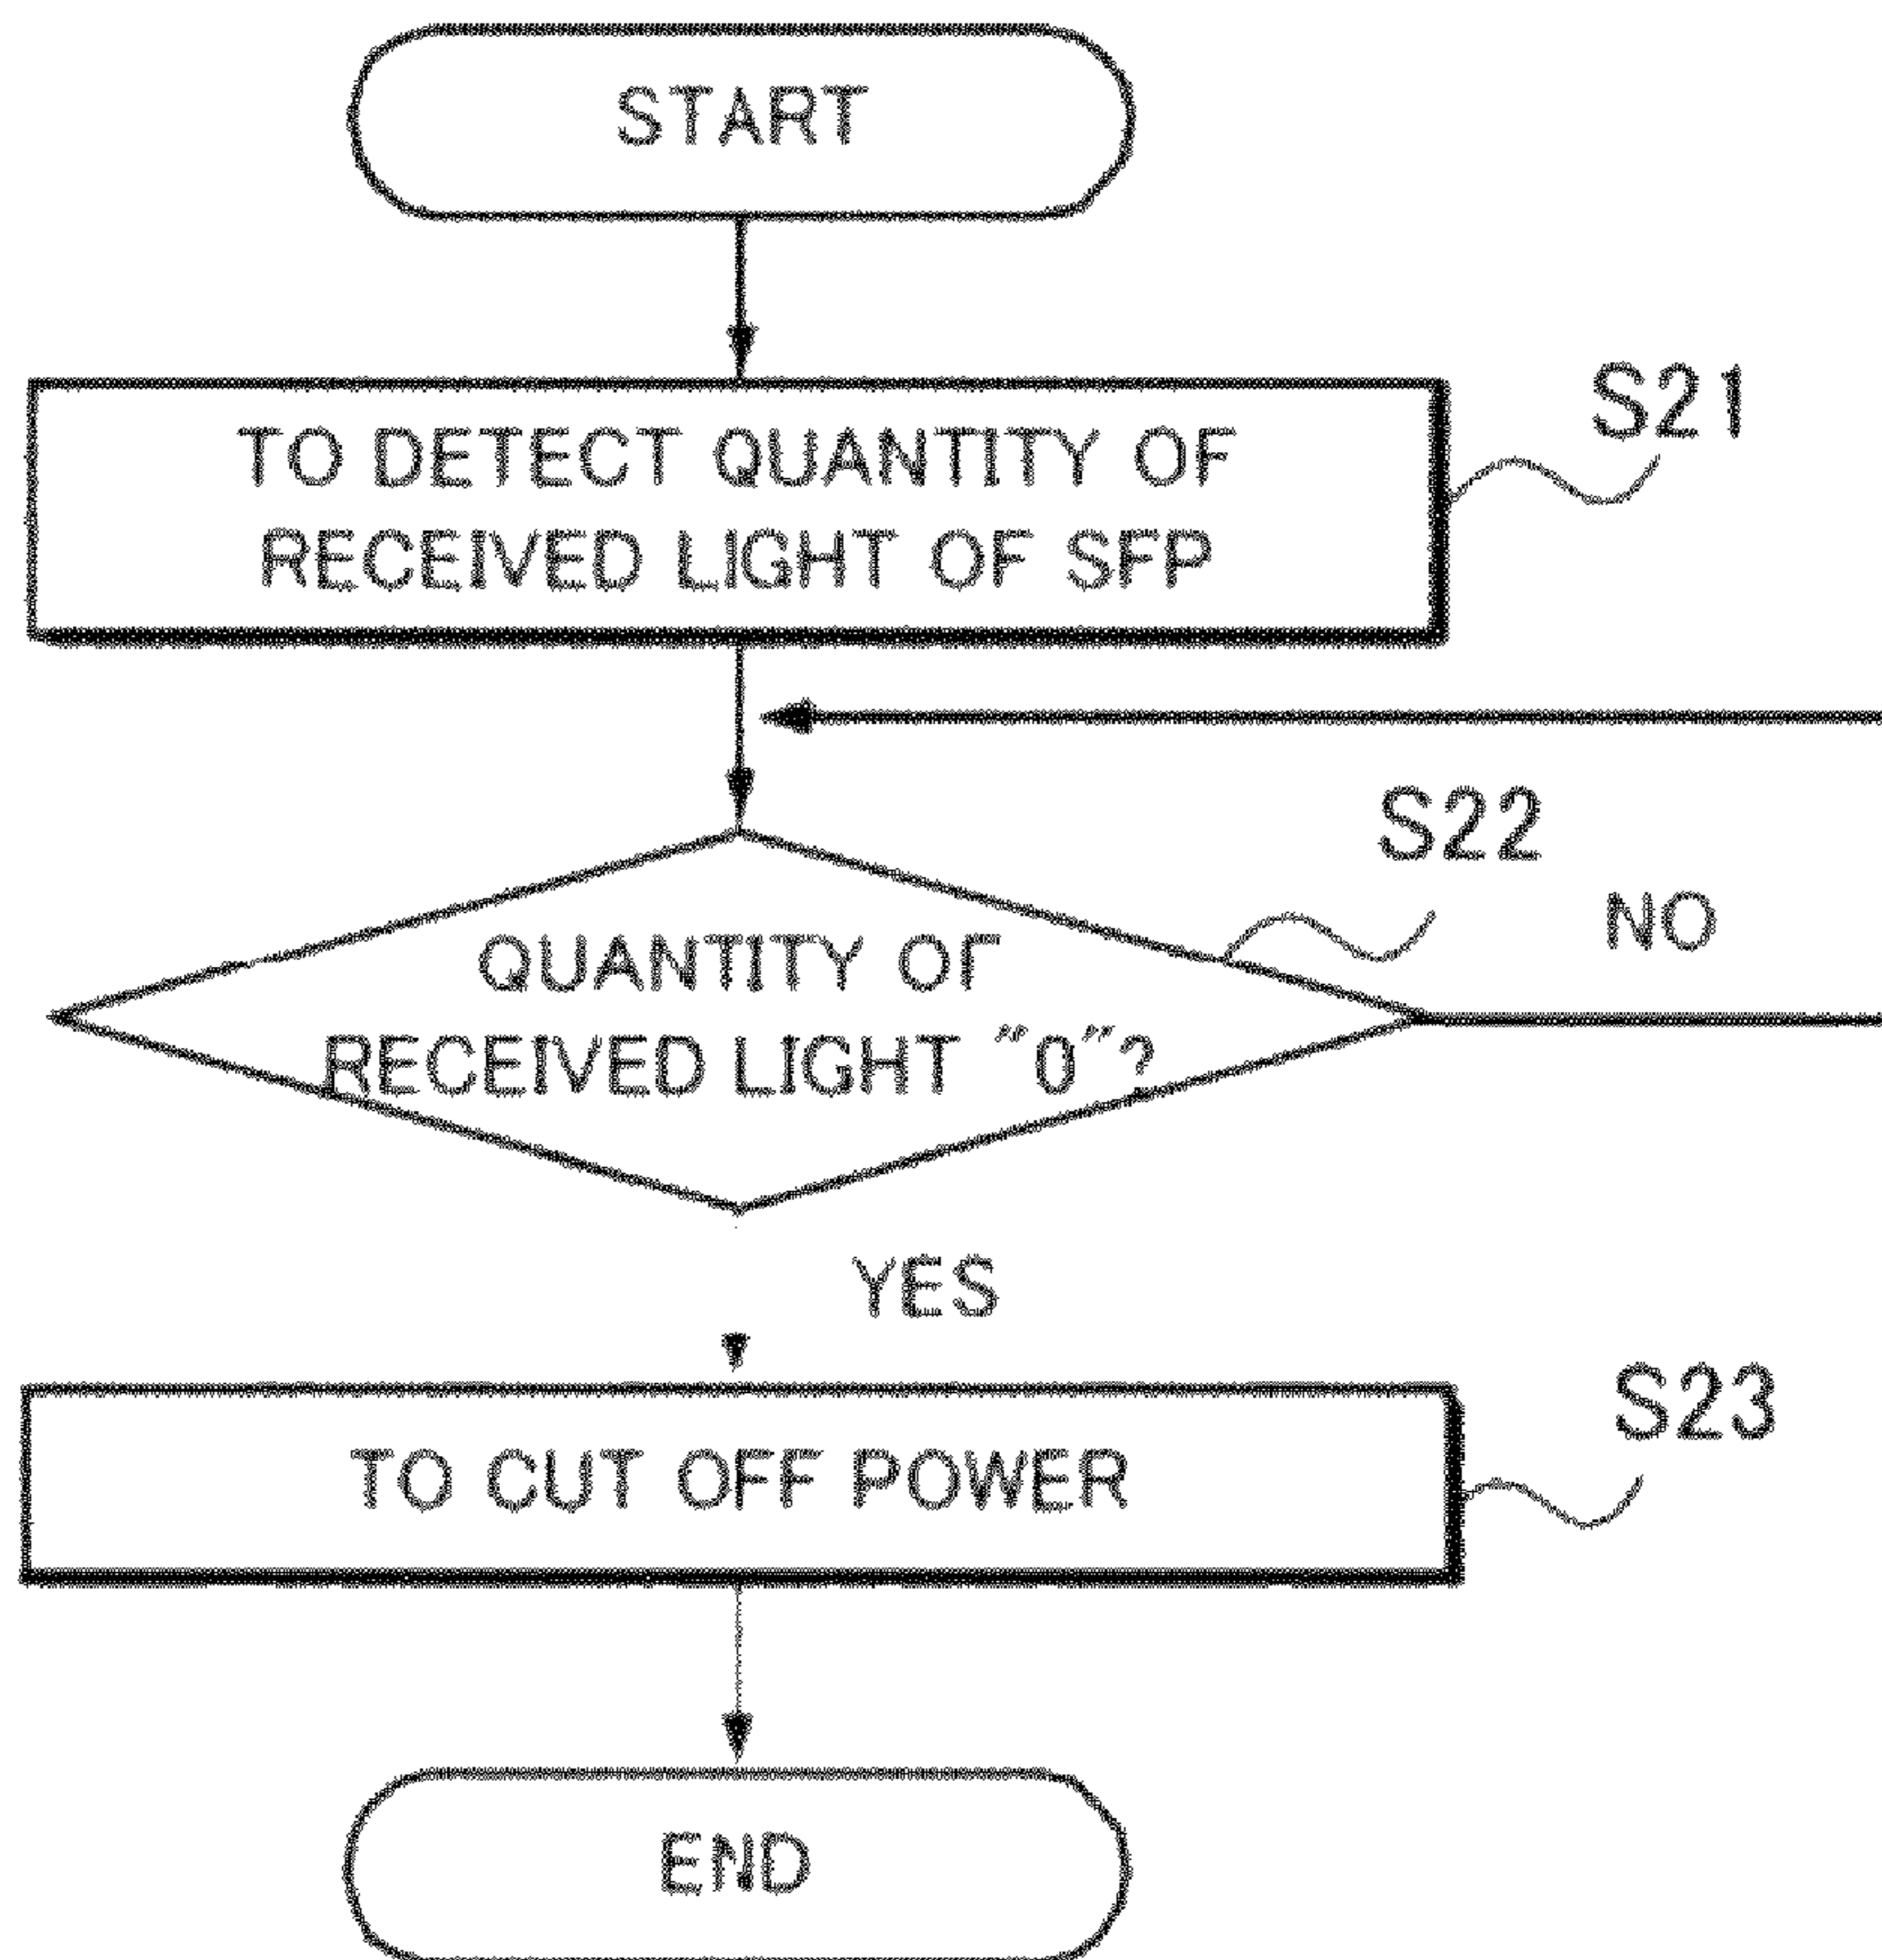 START
TO DETECT QUANTITY OF
RECEIVED LIGHT OF SFP
S21
S22
NO
QUANTITY OF
RECEIVED LIGHT "0"?
YES
TO CUT OFF POWER
S23
END